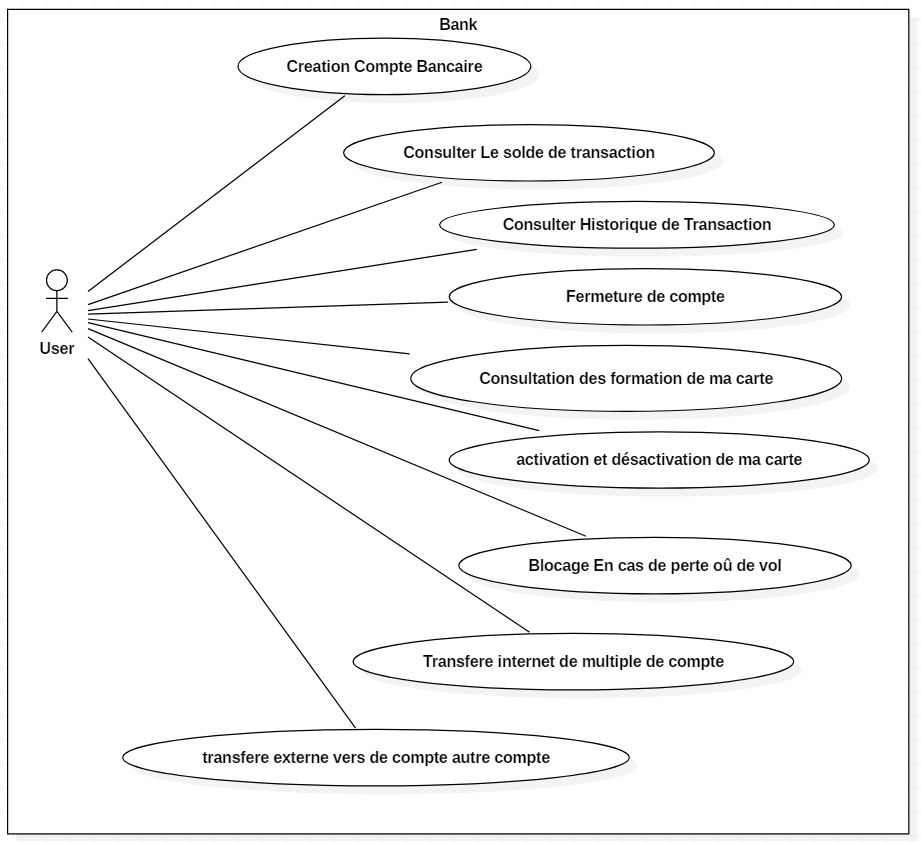 Bank
Creation Compte Bancaire
Consulter Le solde de transaction
Consulter Historique de Transaction
Fermeture de compte
User
Consultation des formation de ma carte
activation et désactivation de ma carte
Blocage En cas de perte oû de vol
Transfere internet de multiple de compte
transfere externe vers de compte autre compte